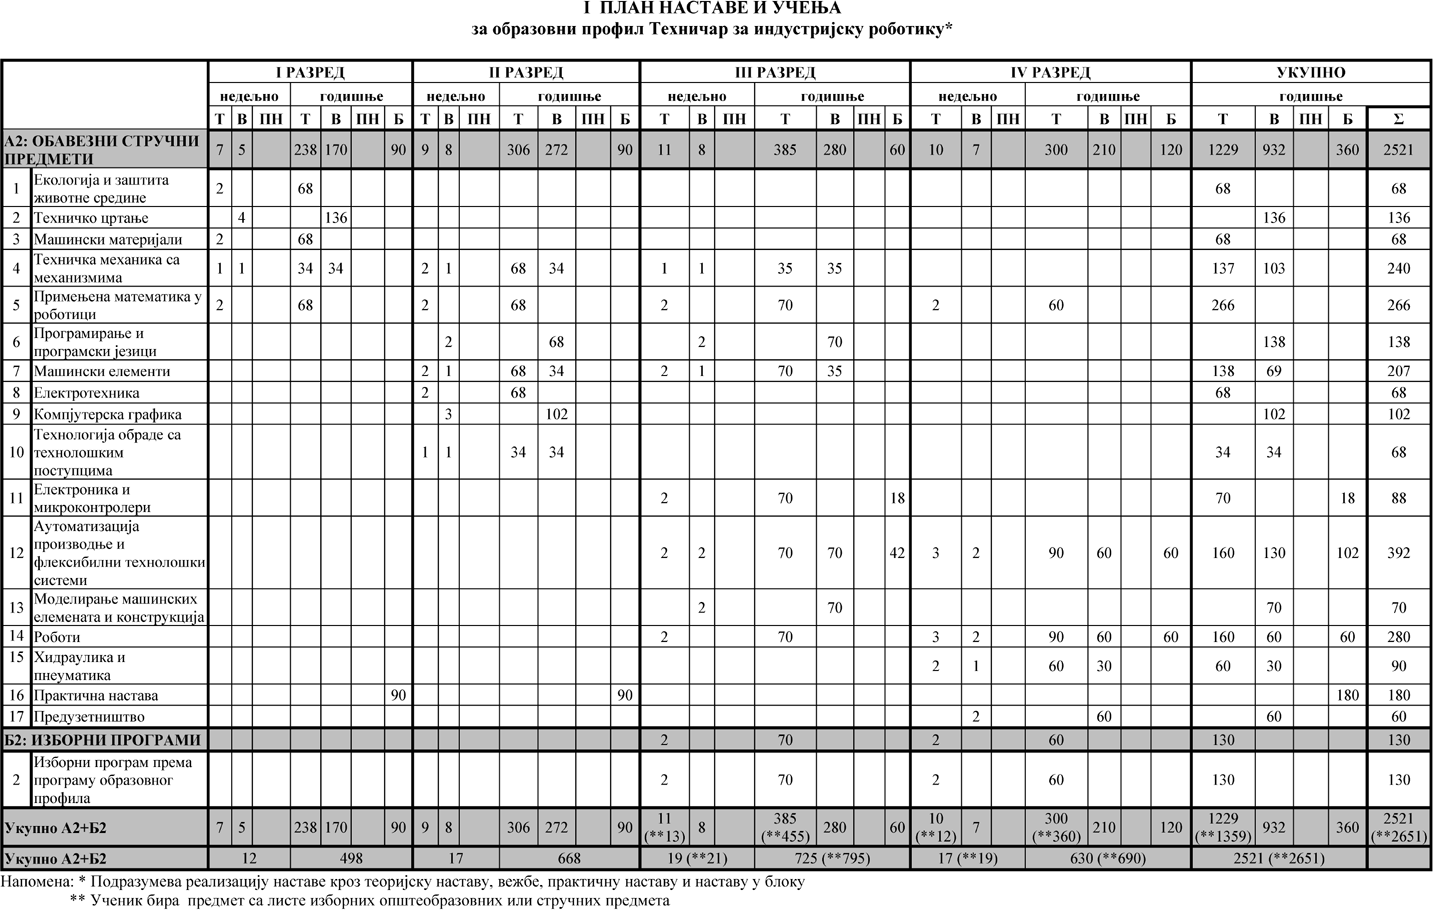 I ПЛАН НАСТАВЕ И УЧЕЊА
за образовни профил Техничар за индустријску роботику*
I РАЗРЕД II РАЗРЕД III РАЗРЕД IV РАЗРЕД УКУПНО
недељно годишње недељно годишње недељно годишње недељно годишње годишње
Т В ПН Т В ПН Б Т В ПН Т В ПН Б Т В ПН Т В ПН Б Т В ПН Т В ПН Б Т В ПН Б Σ
А2: ОБАВЕЗНИ СТРУЧНИ
ПРЕДМЕТИ 7 5 238 170 90 9 8 306 272 90 11 8 385 280 60 10 7 300 210 120 1229 932 360 2521
1 Екологија и заштита
животне средине 2 68 68 68
2 Техничко цртање 4 136 136 136
3 Машински материјали 2 68 68 68
4 Техничка механика са
механизмима 1 1 34 34 2 1 68 34 1 1 35 35 137 103 240
5 Примењена математика у
роботици 2 68 2 68 2 70 2 60 266 266
6 Програмирање и
програмски језици 2 68 2 70 138 138
7 Машински елементи 2 1 68 34 2 1 70 35 138 69 207
8 Електротехника 2 68 68 68
9 Компјутерска графика 3 102 102 102
10 Технологија обраде са
технолошким
поступцима 1 1 34 34 34 34 68
11 Електроника и
микроконтролери 2 70 18 70 18 88
12 Аутоматизација
производње и
флексибилни технолошки
системи 2 2 70 70 42 3 2 90 60 60 160 130 102 392
13 Моделирање машинских
елемената и конструкција 2 70 70 70
14 Роботи 2 70 3 2 90 60 60 160 60 60 280
15 Хидраулика и
пнеуматика 2 1 60 30 60 30 90
16 Практична настава 90 90 180 180
17 Предузетништво 2 60 60 60
Б2: ИЗБОРНИ ПРОГРАМИ 2 70 2 60 130 130
2 Изборни програм према
програму образовног
профила 2 70 2 60 130 130
Укупно А2+Б2 7 5 238 170 90 9 8 306 272 90 11 (**13) 8 385 (**455) 280 60 10 (**12) 7 300 (**360) 210 120 1229 (**1359) 932 360 2521 (**2651)
Укупно А2+Б2 12 498 17 668 19 (**21) 725 (**795) 17 (**19) 630 (**690) 2521 (**2651)
Напомена: * Подразумева реализацију наставе кроз теоријску наставу, вежбе, практичну наставу и наставу у блоку
** Ученик бира предмет са листе изборних општеобразовних или стручних предмета